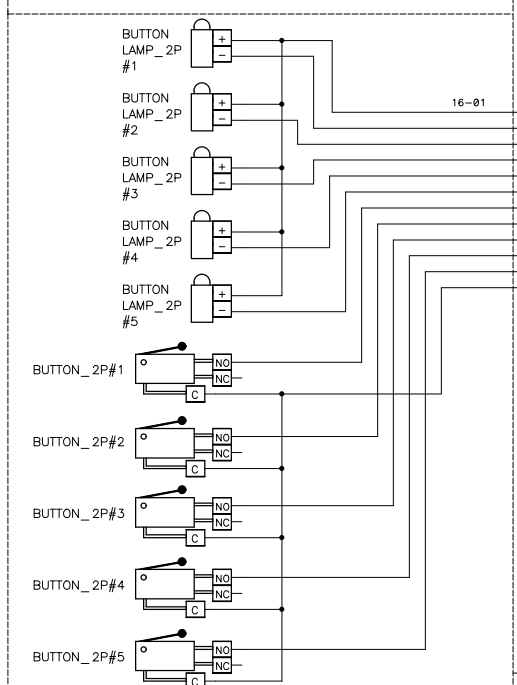 BUTTON
LAMP_2P
#1
+
-
BUTTON
LAMP_2P
#2
+
-
16-01
BUTTON
LAMP_2P
#3
+
-
BUTTON
LAMP_2P
#4
+
-
BUTTON
LAMP_2P
#5
+
-
BUTTON_2P#1
NO
NC
C
BUTTON_2P#2
NO
NC
C
BUTTON_2P#3
NO
NC
C
BUTTON_2P#4
NO
NC
C
BUTTON_2P#5
NO
NC
C